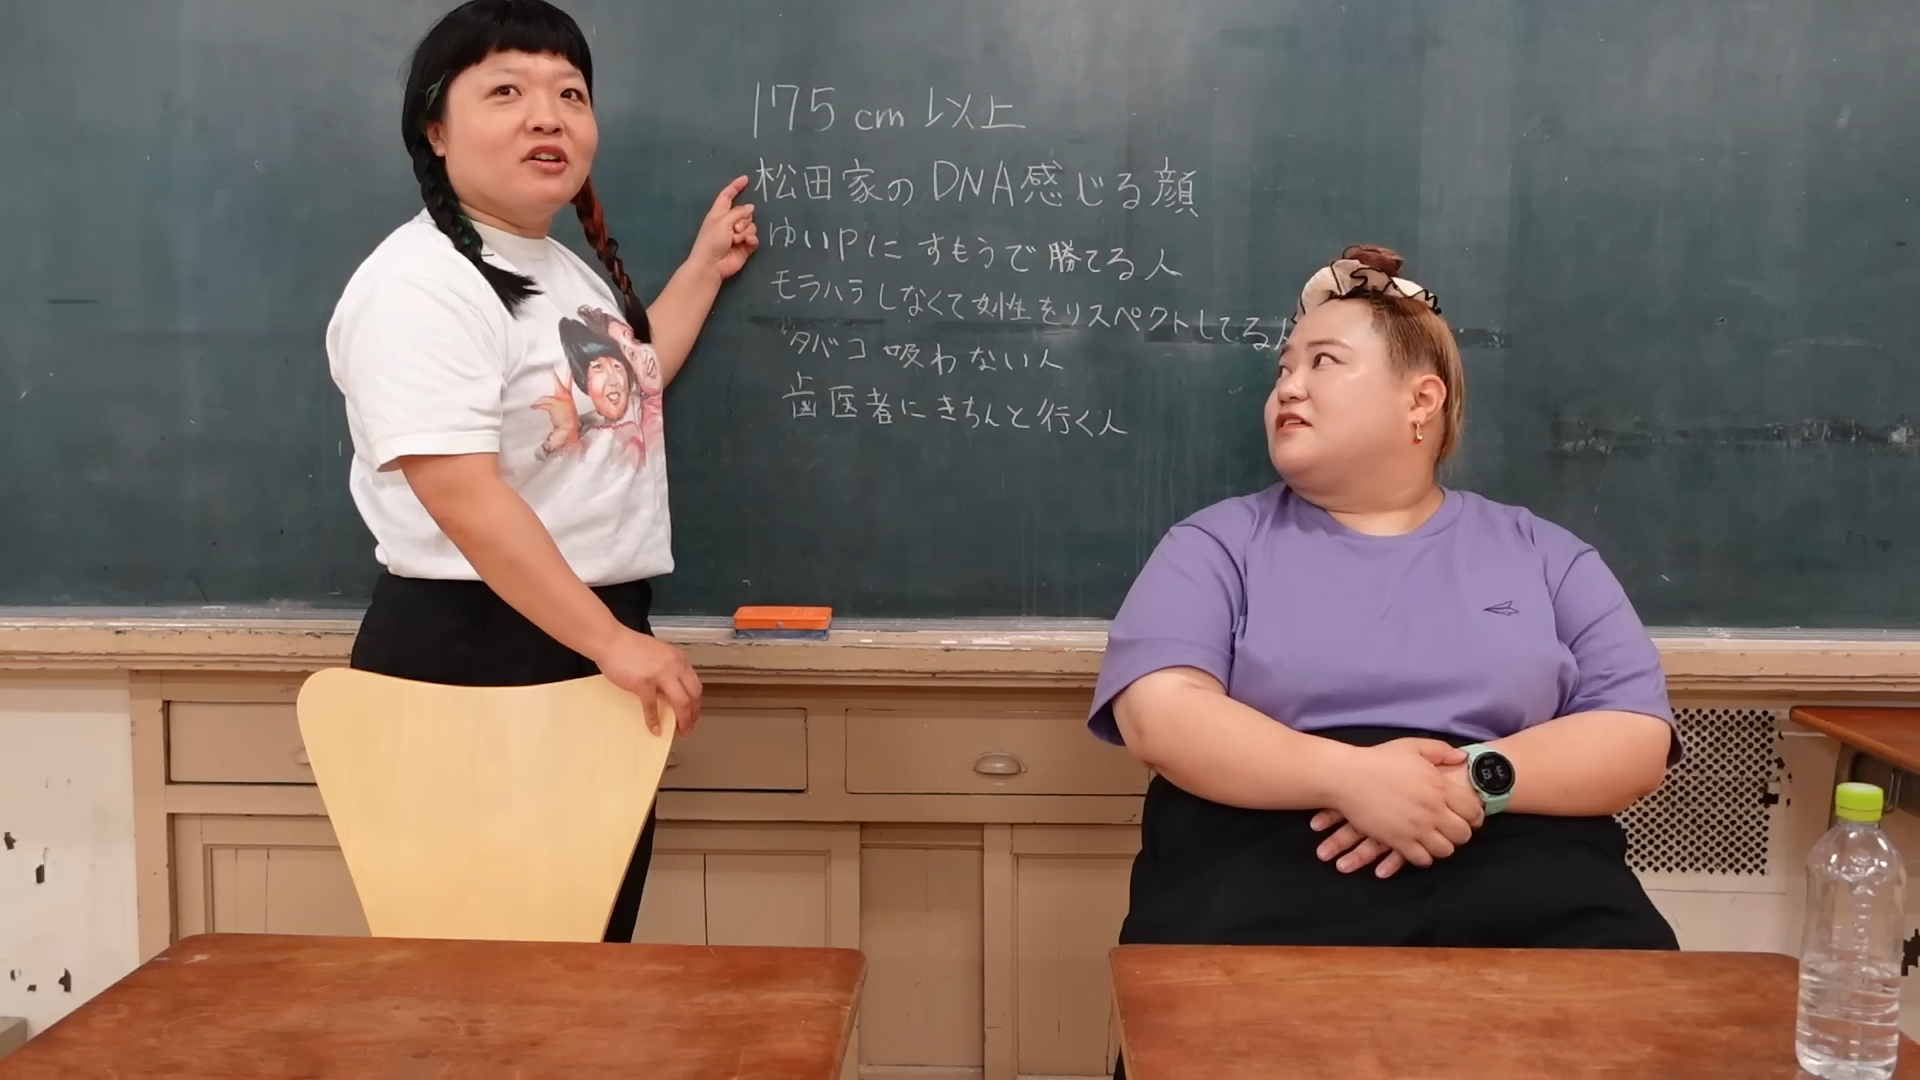 175cm以上
松田家のDNA感じる顔
ゆいPにすもうで勝てる人
モラハラしなくて女性をリスペクトしてる人
タバコ吸わない人
歯医者にきちんと行く人